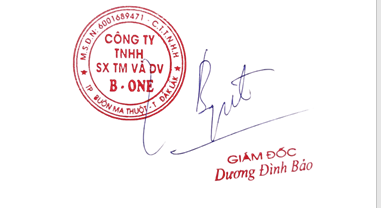 M.S.D.N: 6001689471 - C.T.T.N.H.H
CÔNG TY
TNHH
SX TM VÀ DV
B - ONE
TP. BUÔN MA THUỘT - T. ĐẮK LẮK
GIÁM ĐỐC
Dương Đình Bảo